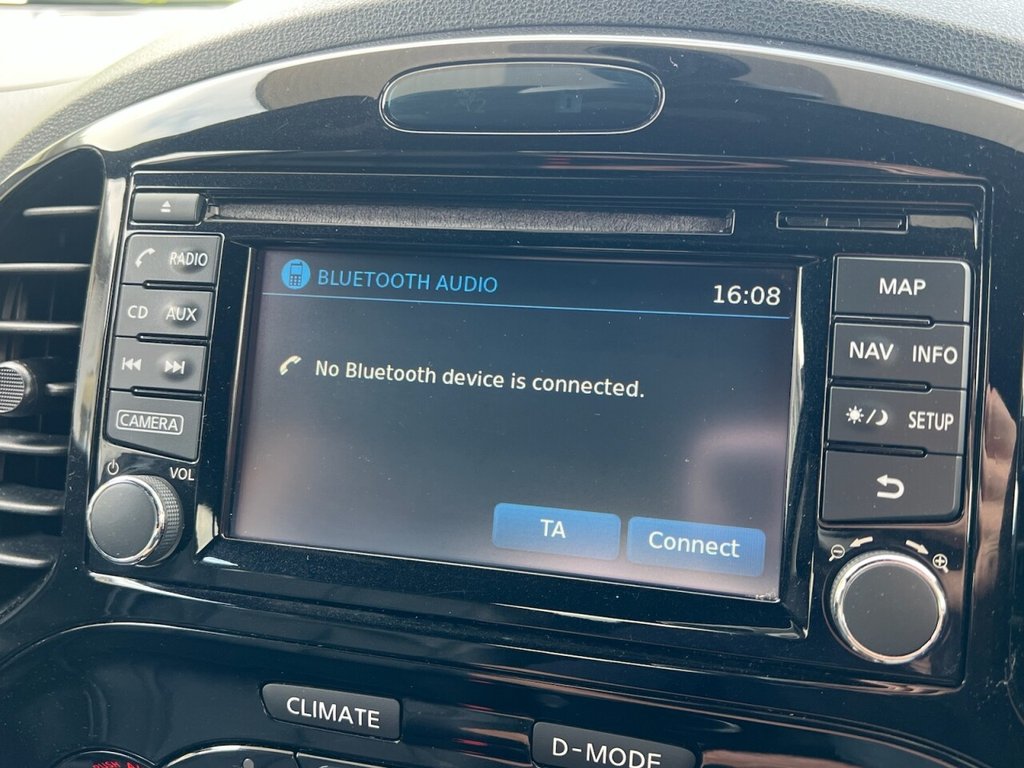 BLUETOOTH AUDIO
16:08
No Bluetooth device is connected.
TA
Connect
RADIO
CD AUX
CAMERA
VOL
MAP
NAV INFO
SETUP
CLIMATE
D-MODE
PUSH